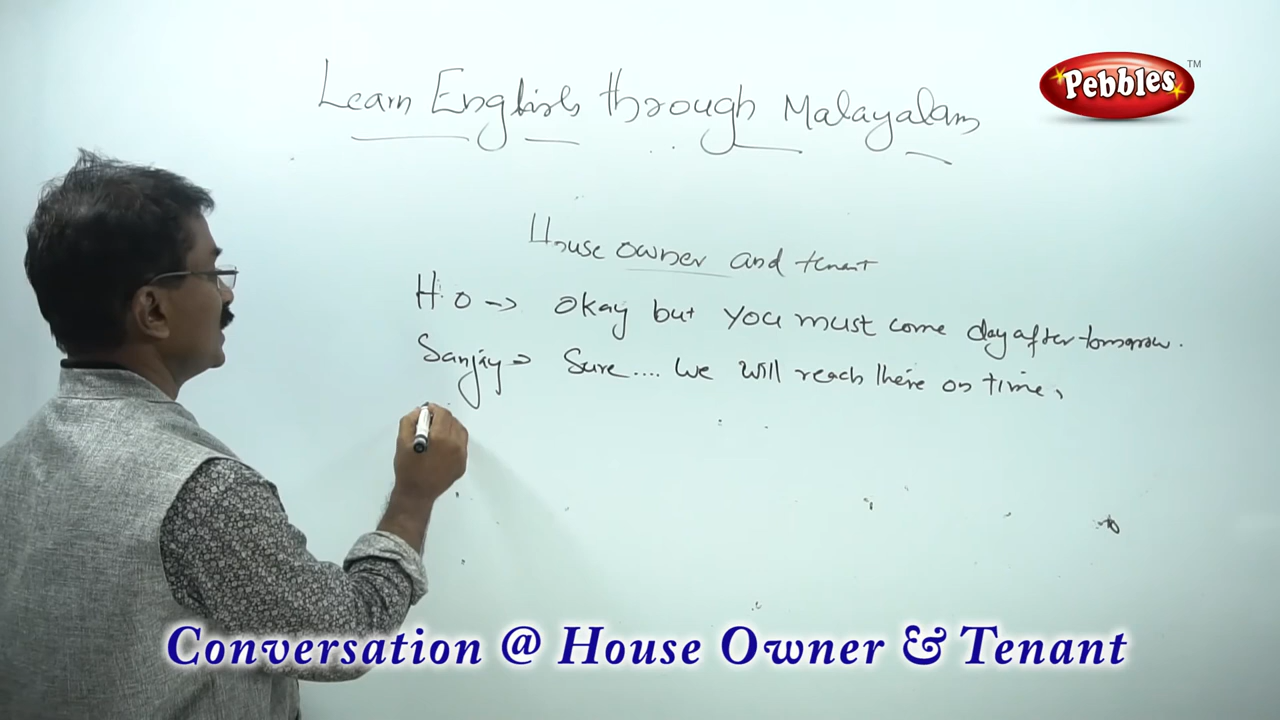 Learn English through Malayalam
Pebbles TM
House owner and tenant
H.O → Okay but you must come day after tomorrow.
Sanjay → Sure.... We will reach there on time,
Conversation @ House Owner & Tenant